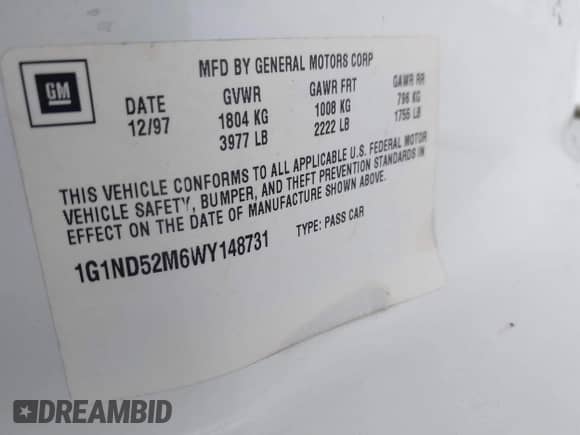 GM
MFD BY GENERAL MOTORS CORP
DATE GVWR GAWR FRT GAWR RR
12/97 1804 KG 1008 KG 796 KG
3977 LB 2222 LB 1755 LB
THIS VEHICLE CONFORMS TO ALL APPLICABLE U.S. FEDERAL MOTOR
VEHICLE SAFETY, BUMPER, AND THEFT PREVENTION STANDARDS IN
EFFECT ON THE DATE OF MANUFACTURE SHOWN ABOVE.
1G1ND52M6WY148731 TYPE: PASS CAR
DREAMBID